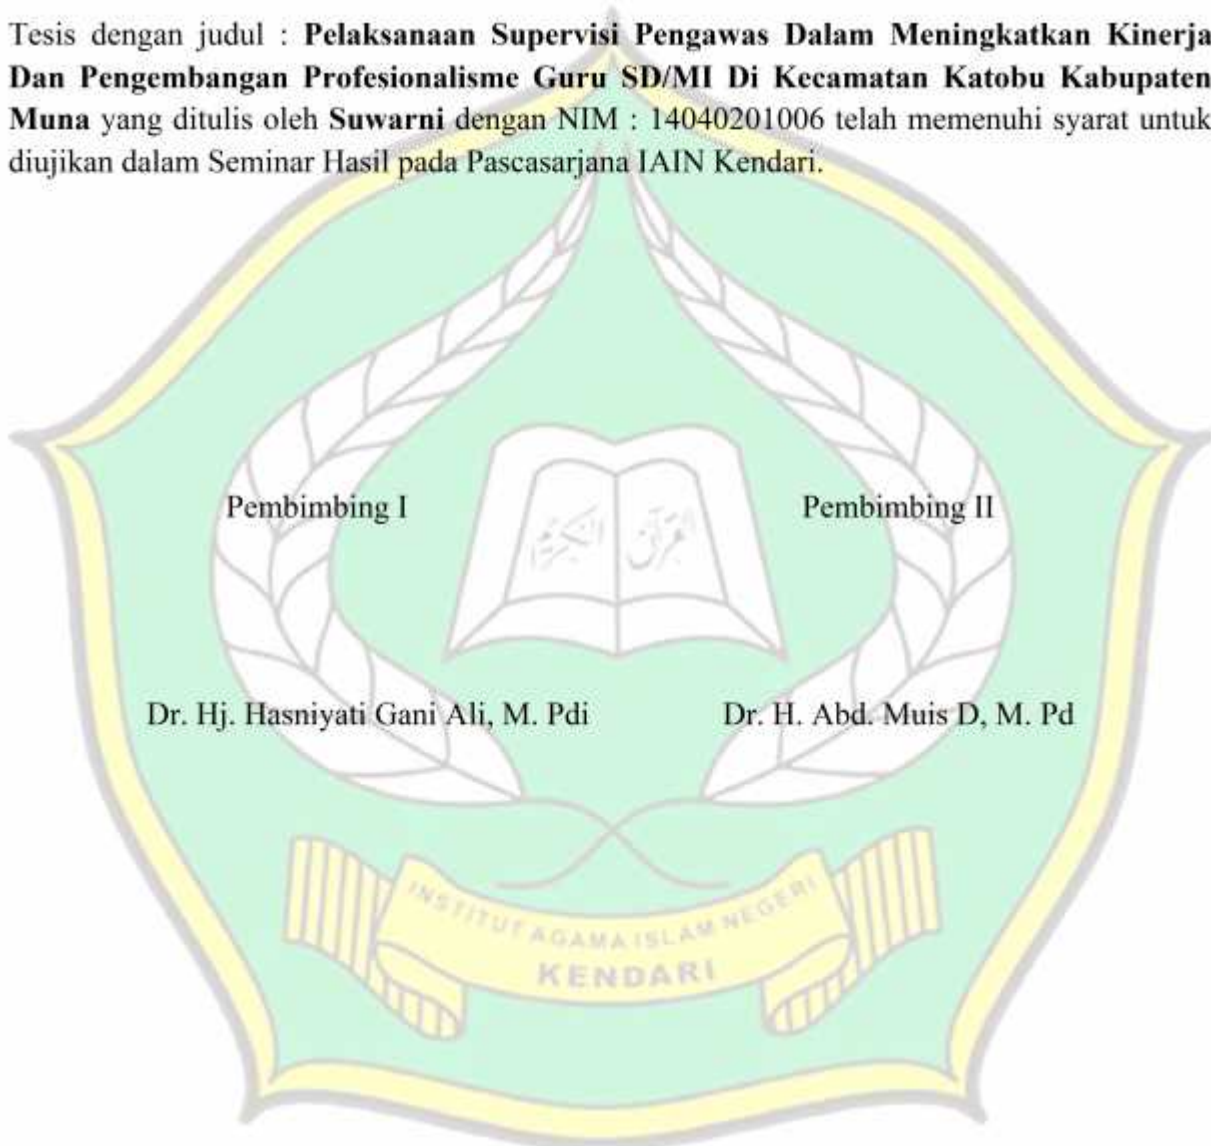 Tesis dengan judul : Pelaksanaan Supervisi Pengawas Dalam Meningkatkan Kinerja
Dan Pengembangan Profesionalisme Guru SD/MI Di Kecamatan Katobu Kabupaten
Muna yang ditulis oleh Suwarni dengan NIM : 14040201006 telah memenuhi syarat untuk
diujikan dalam Seminar Hasil pada Pascasarjana IAIN Kendari.
Pembimbing I Pembimbing II
القرآن الكريم
Dr. Hj. Hasniyati Gani Ali, M. Pdi Dr. H. Abd. Muis D, M. Pd
INSTITUT AGAMA ISLAM NEGERI
KENDARI